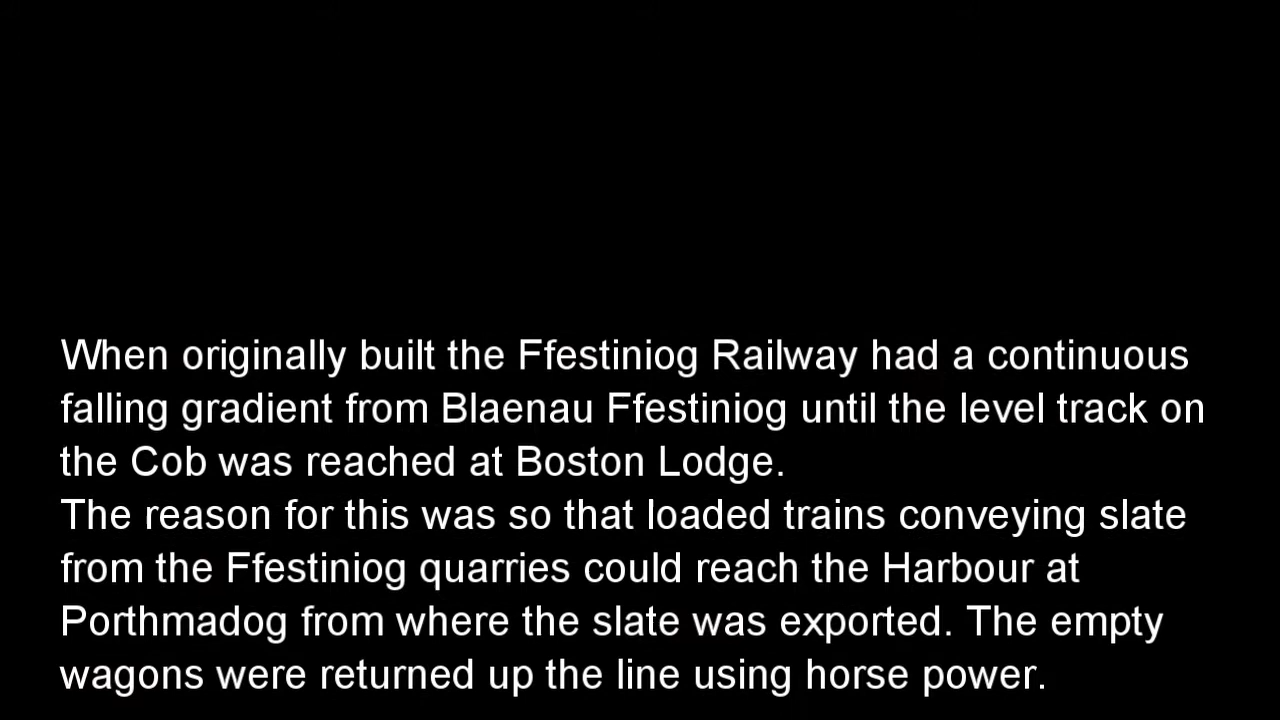 When originally built the Ffestiniog Railway had a continuous
falling gradient from Blaenau Ffestiniog until the level track on
the Cob was reached at Boston Lodge.
The reason for this was so that loaded trains conveying slate
from the Ffestiniog quarries could reach the Harbour at
Porthmadog from where the slate was exported. The empty
wagons were returned up the line using horse power.